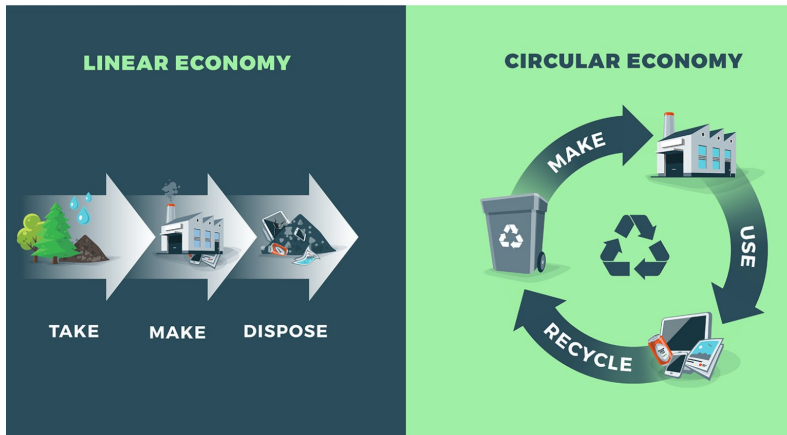 LINEAR ECONOMY
TAKE
MAKE
DISPOSE
CIRCULAR ECONOMY
MAKE
USE
RECYCLE